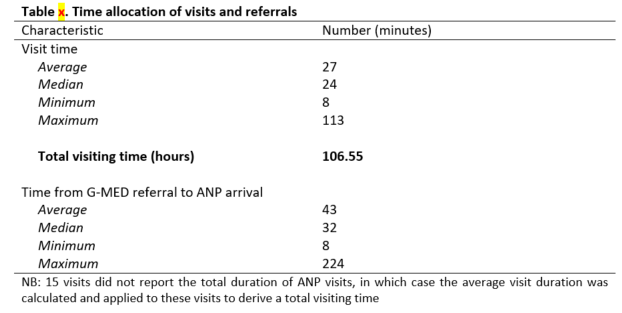 Table x. Time allocation of visits and referrals
Characteristic Number (minutes)
Visit time
Average 27
Median 24
Minimum 8
Maximum 113
Total visiting time (hours) 106.55
Time from G-MED referral to ANP arrival
Average 43
Median 32
Minimum 8
Maximum 224
NB: 15 visits did not report the total duration of ANP visits, in which case the average visit duration was
calculated and applied to these visits to derive a total visiting time